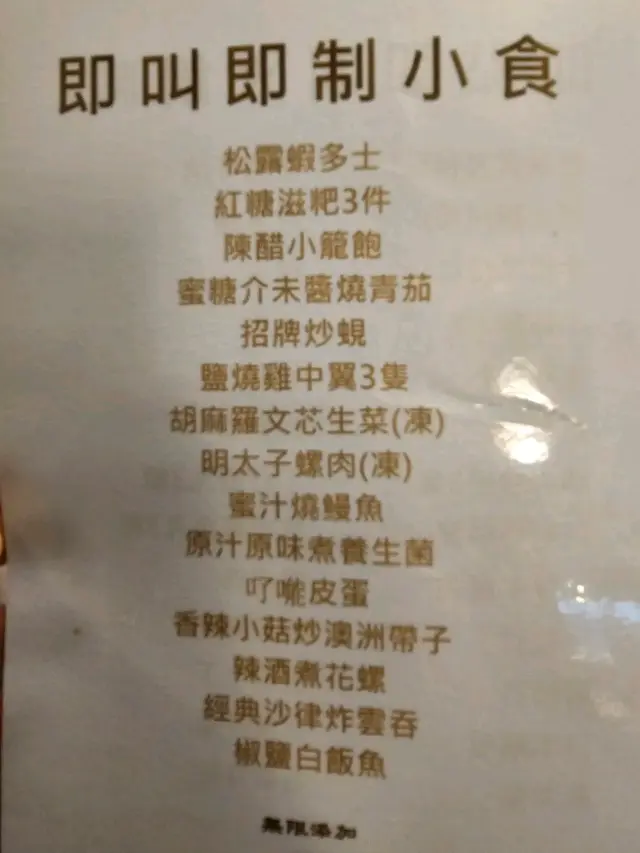 即叫即制小食
松露蝦多士
紅糖滋粑3件
陳醋小籠飽
蜜糖介未醬燒青茄
招牌炒蜆
鹽燒雞中翼3隻
胡麻羅文芯生菜(凍)
明太子螺肉(凍)
蜜汁燒鰻魚
原汁原味煮養生菌
叮嚨皮蛋
香辣小菇炒澳洲帶子
辣酒煮花螺
經典沙律炸雲吞
椒鹽白飯魚
無限添加